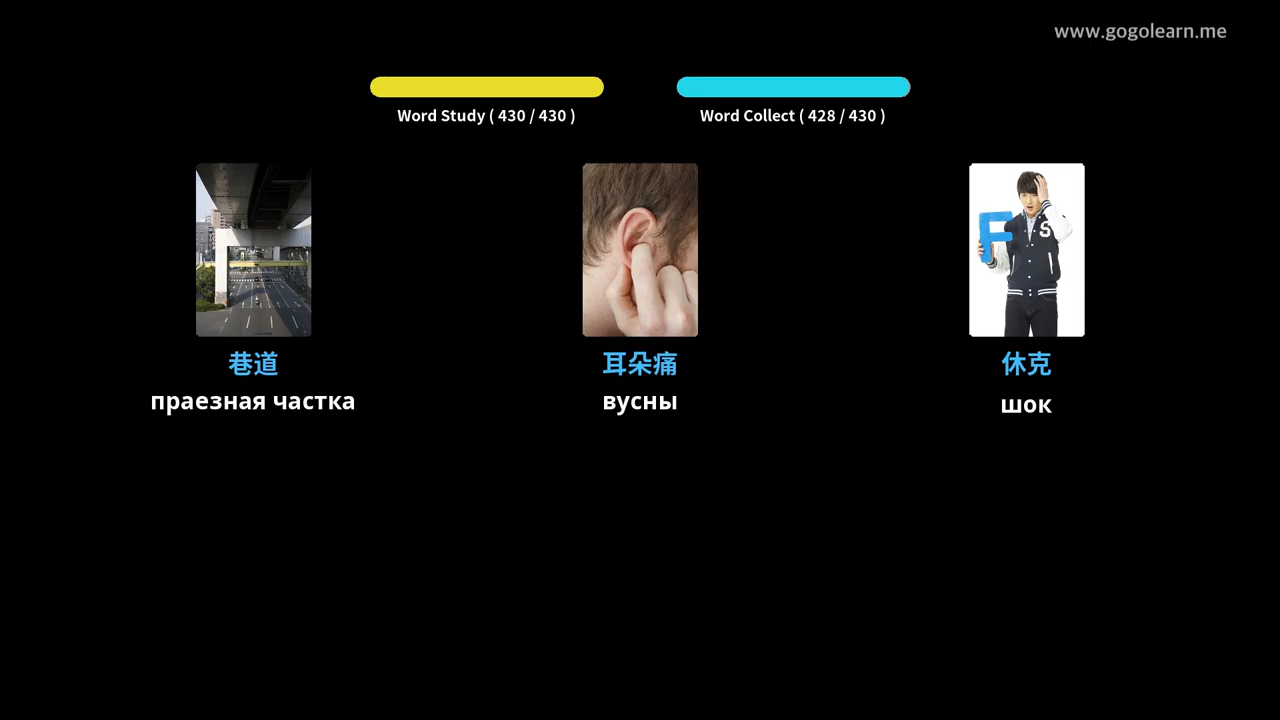 www.gogolearn.me
Word Study ( 430 / 430 )
Word Collect ( 428 / 430 )
巷道
праезная частка
耳朵痛
вусны
休克
шок
F
S